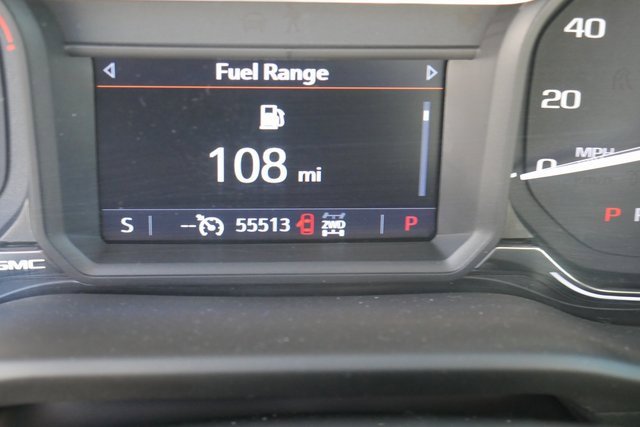 Fuel Range
108 mi
S -- 55513 2WD P
GMC
40
20
MPH
0
P